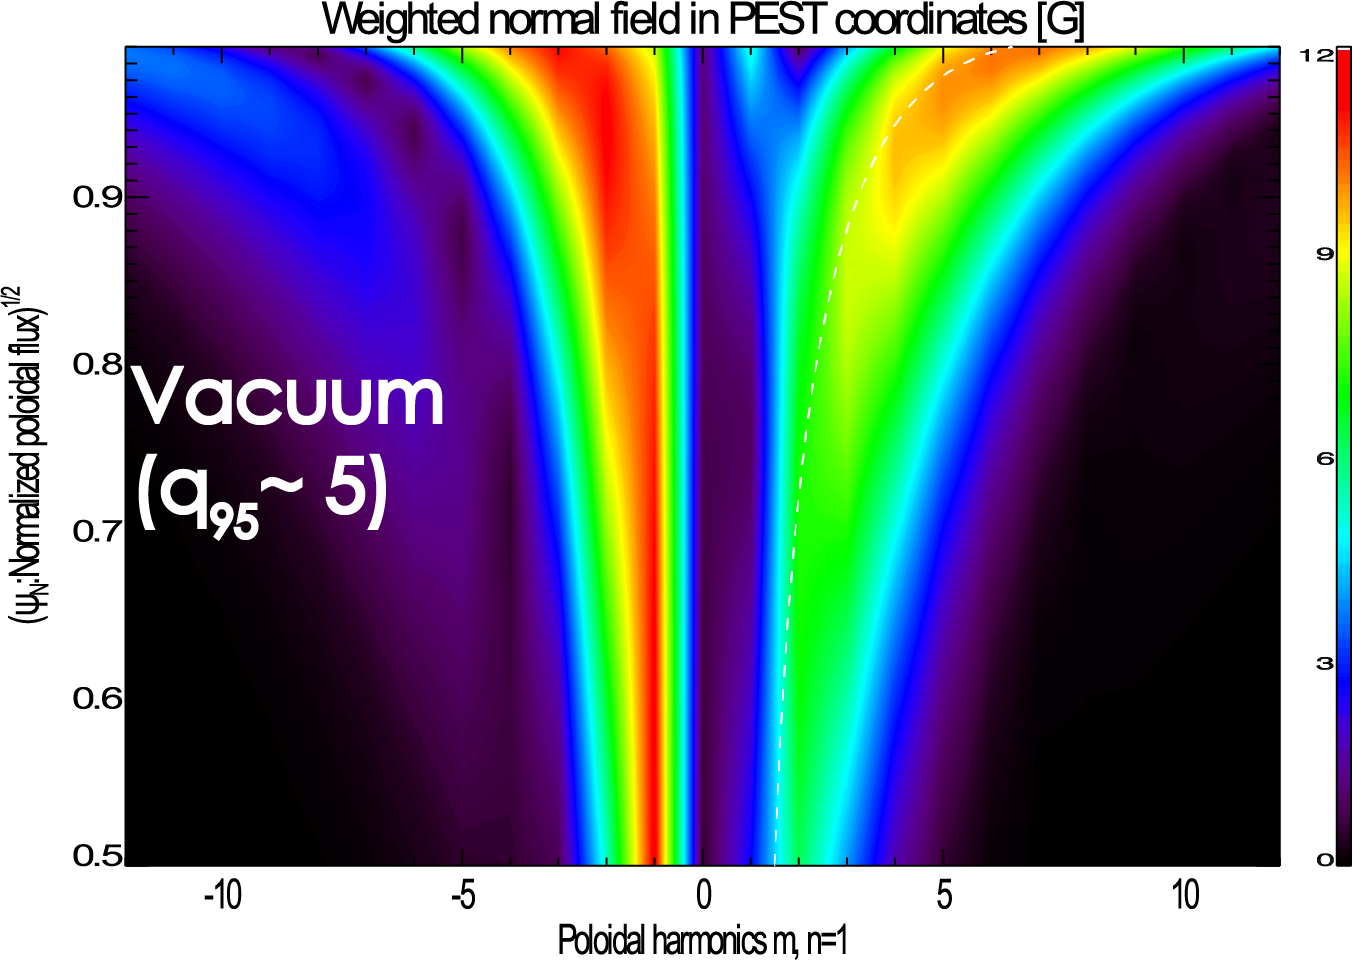 Weighted normal field in PEST coordinates [G]
12
9
6
3
0
0.9
0.8
0.7
0.6
0.5
(ψN:Normalized poloidal flux)1/2
Vacuum
(q95~ 5)
-10 -5 0 5 10
Poloidal harmonics m, n=1